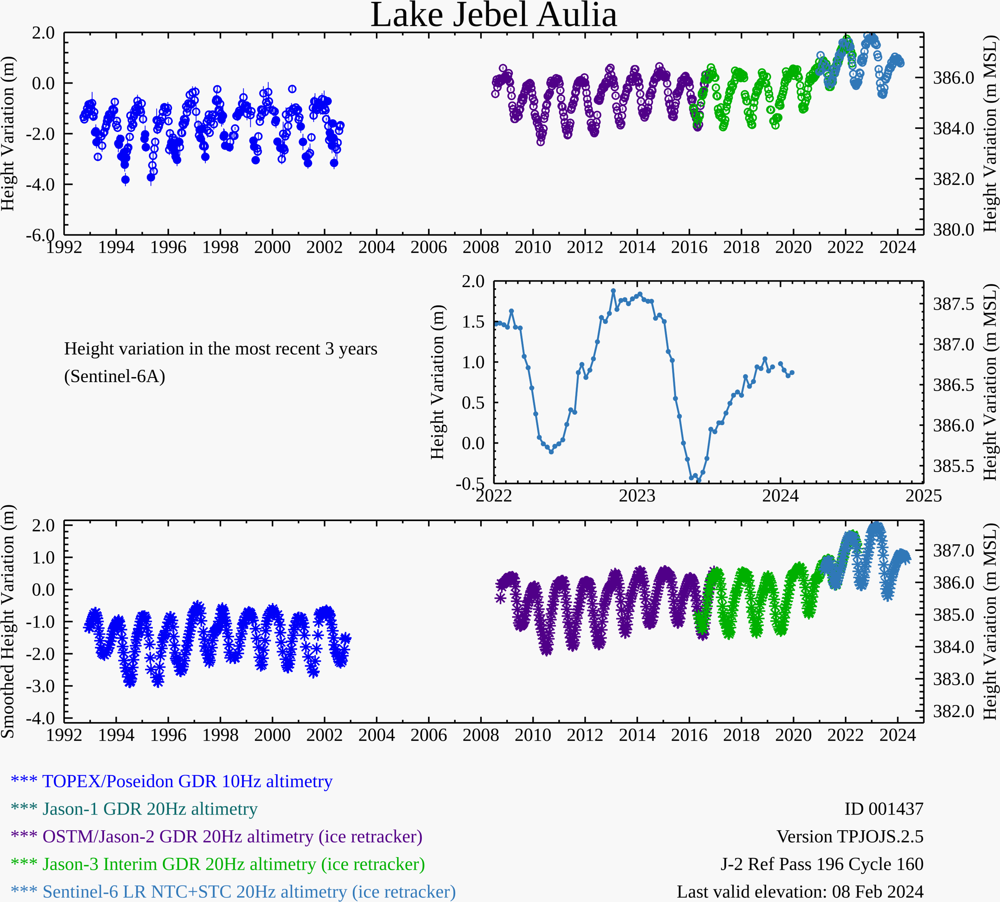 Lake Jebel Aulia
Height Variation (m)
2.0
0.0
-2.0
-4.0
-6.0
1992 1994 1996 1998 2000 2002 2004 2006 2008 2010 2012 2014 2016 2018 2020 2022 2024
386.0
384.0
382.0
380.0
Height Variation (m MSL)
Height variation in the most recent 3 years
(Sentinel-6A)
Height Variation (m)
2.0
1.5
1.0
0.5
0.0
-0.5
2022 2023 2024 2025
387.5
387.0
386.5
386.0
385.5
Height Variation (m MSL)
Smoothed Height Variation (m)
2.0
1.0
0.0
-1.0
-2.0
-3.0
-4.0
1992 1994 1996 1998 2000 2002 2004 2006 2008 2010 2012 2014 2016 2018 2020 2022 2024
387.0
386.0
385.0
384.0
383.0
382.0
Height Variation (m MSL)
*** TOPEX/Poseidon GDR 10Hz altimetry
*** Jason-1 GDR 20Hz altimetry
*** OSTM/Jason-2 GDR 20Hz altimetry (ice retracker)
*** Jason-3 Interim GDR 20Hz altimetry (ice retracker)
*** Sentinel-6 LR NTC+STC 20Hz altimetry (ice retracker)
ID 001437
Version TPJOJS.2.5
J-2 Ref Pass 196 Cycle 160
Last valid elevation: 08 Feb 2024